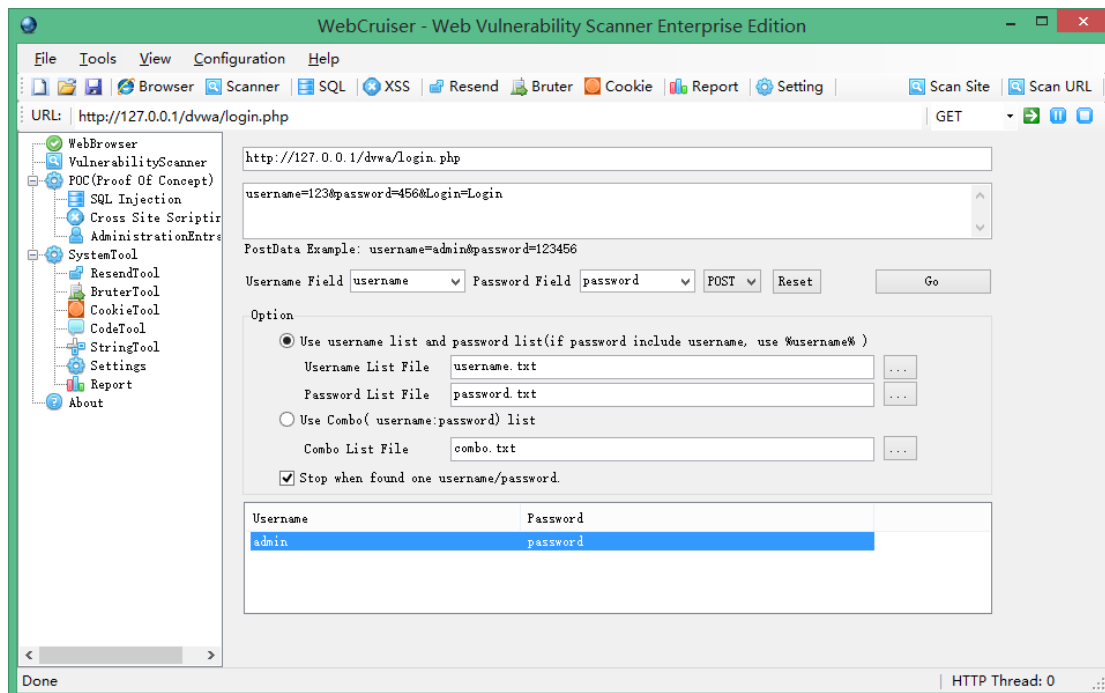 WebCruiser - Web Vulnerability Scanner Enterprise Edition
File Tools View Configuration Help
Browser Scanner SQL XSS Resend Bruter Cookie Report Setting Scan Site Scan URL
URL: http://127.0.0.1/dvwa/login.php GET
WebBrowser
VulnerabilityScanner
POC(Proof Of Concept)
SQL Injection
Cross Site Scriptin
AdministrationEntra
SystemTool
ResendTool
BruterTool
CookieTool
CodeTool
StringTool
Settings
Report
About
http://127.0.0.1/dvwa/login.php
username=123&password=456&Login=Login
PostData Example: username=admin&password=123456
Username Field username Password Field password POST Reset Go
Option
Use username list and password list(if password include username, use %username% )
Username List File username.txt ...
Password List File password.txt ...
Use Combo( username:password) list
Combo List File combo.txt ...
Stop when found one username/password.
Username Password
admin password
Done HTTP Thread: 0